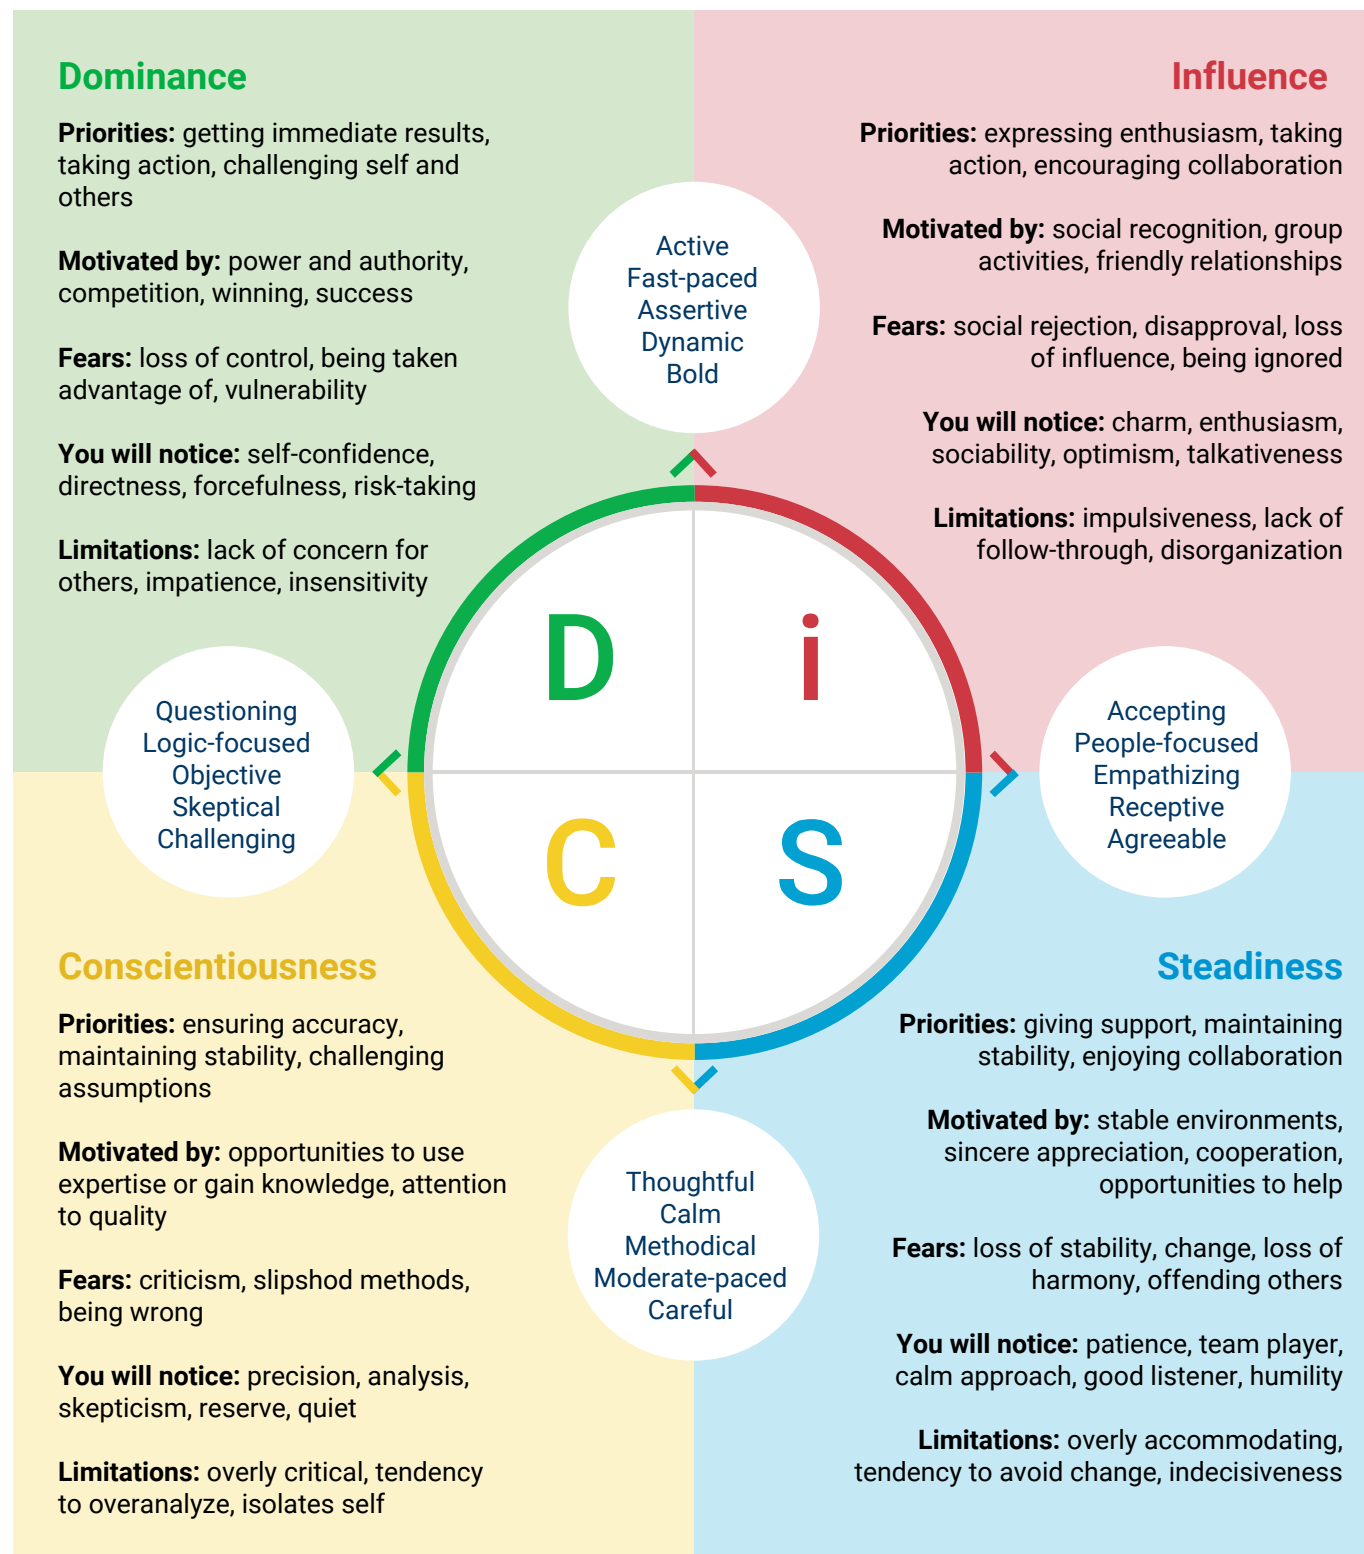 Dominance
Priorities: getting immediate results,
taking action, challenging self and
others
Motivated by: power and authority,
competition, winning, success
Fears: loss of control, being taken
advantage of, vulnerability
You will notice: self-confidence,
directness, forcefulness, risk-taking
Limitations: lack of concern for
others, impatience, insensitivity
Influence
Priorities: expressing enthusiasm, taking
action, encouraging collaboration
Motivated by: social recognition, group
activities, friendly relationships
Fears: social rejection, disapproval, loss
of influence, being ignored
You will notice: charm, enthusiasm,
sociability, optimism, talkativeness
Limitations: impulsiveness, lack of
follow-through, disorganization
Active
Fast-paced
Assertive
Dynamic
Bold
D
i
Questioning
Logic-focused
Objective
Skeptical
Challenging
Accepting
People-focused
Empathizing
Receptive
Agreeable
C
S
Conscientiousness
Priorities: ensuring accuracy,
maintaining stability, challenging
assumptions
Motivated by: opportunities to use
expertise or gain knowledge, attention
to quality
Fears: criticism, slipshod methods,
being wrong
You will notice: precision, analysis,
skepticism, reserve, quiet
Limitations: overly critical, tendency
to overanalyze, isolates self
Thoughtful
Calm
Methodical
Moderate-paced
Careful
Steadiness
Priorities: giving support, maintaining
stability, enjoying collaboration
Motivated by: stable environments,
sincere appreciation, cooperation,
opportunities to help
Fears: loss of stability, change, loss of
harmony, offending others
You will notice: patience, team player,
calm approach, good listener, humility
Limitations: overly accommodating,
tendency to avoid change, indecisiveness